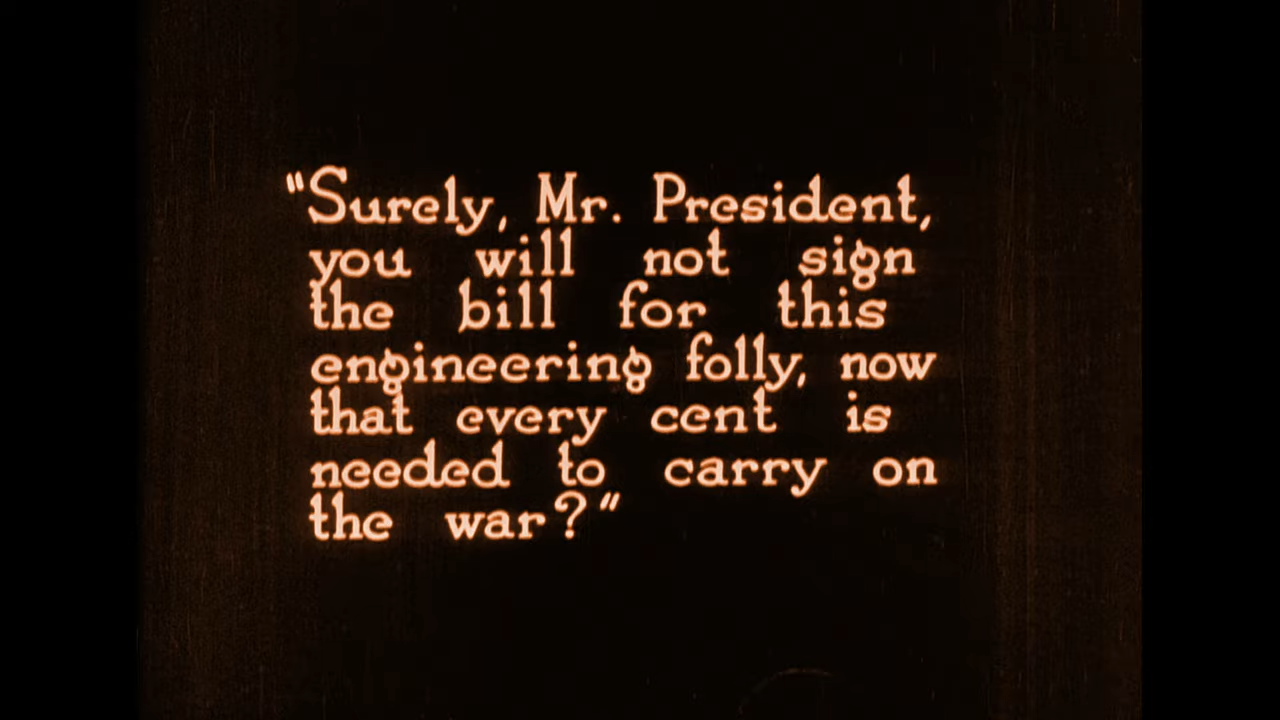 "Surely, Mr. President,
you will not sign
the bill for this
engineering folly, now
that every cent is
needed to carry on
the war?"